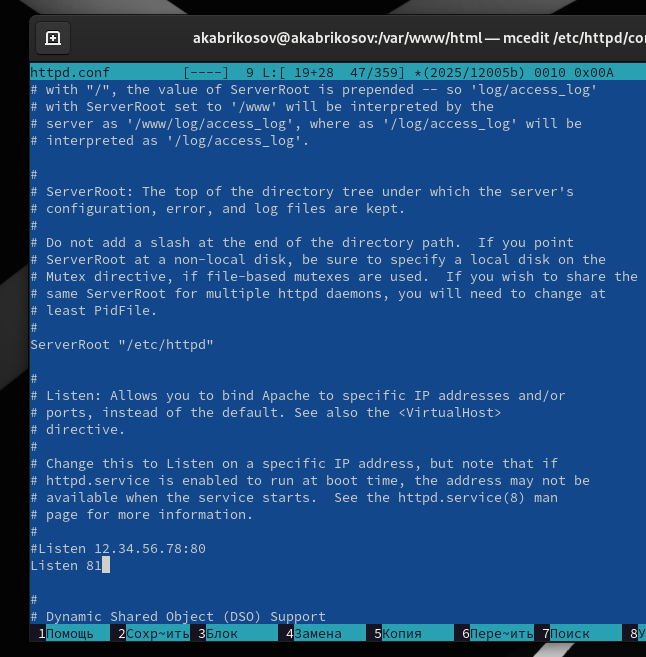 akabrikosov@akabrikosov:/var/www/html — mcedit /etc/httpd/co
httpd.conf         [----]  9 L:[ 19+28  47/359] *(2025/12005b) 0010 0x00A
# with "/", the value of ServerRoot is prepended -- so 'log/access_log'
# with ServerRoot set to '/www' will be interpreted by the
# server as '/www/log/access_log', where as '/log/access_log' will be
# interpreted as '/log/access_log'.
#
# ServerRoot: The top of the directory tree under which the server's
# configuration, error, and log files are kept.
#
# Do not add a slash at the end of the directory path.  If you point
# ServerRoot at a non-local disk, be sure to specify a local disk on the
# Mutex directive, if file-based mutexes are used.  If you wish to share the
# same ServerRoot for multiple httpd daemons, you will need to change at
# least PidFile.
#
ServerRoot "/etc/httpd"
#
# Listen: Allows you to bind Apache to specific IP addresses and/or
# ports, instead of the default. See also the <VirtualHost>
# directive.
#
# Change this to Listen on a specific IP address, but note that if
# httpd.service is enabled to run at boot time, the address may not be
# available when the service starts.  See the httpd.service(8) man
# page for more information.
#
#Listen 12.34.56.78:80
Listen 81
#
# Dynamic Shared Object (DSO) Support
1Помощь 2Сохр~ить 3Блок 4Замена 5Копия 6Пере~ить 7Поиск 8У